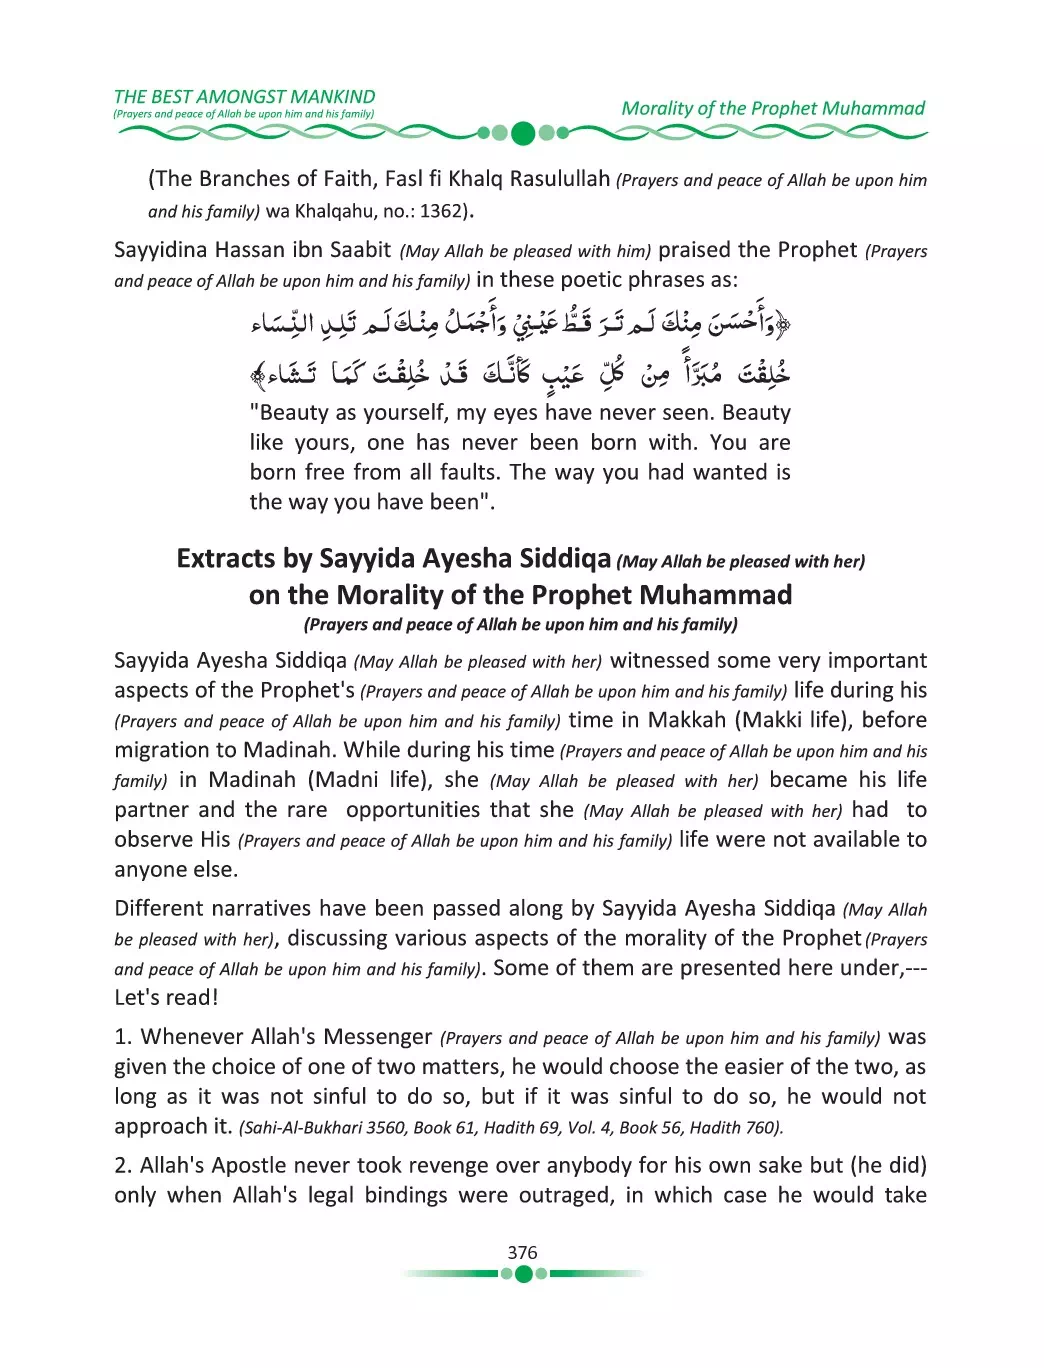 THE BEST AMONGST MANKIND
(Prayers and peace of Allah be upon him and his family)
Morality of the Prophet Muhammad
(The Branches of Faith, Fasl fi Khalq Rasulullah (Prayers and peace of Allah be upon him
and his family) wa Khalqahu, no.: 1362).
Sayyidina Hassan ibn Saabit (May Allah be pleased with him) praised the Prophet (Prayers
and peace of Allah be upon him and his family) in these poetic phrases as:
﴿وَأَحْسَنَ مِنْكَ لَم تَرَ قَطُّ عَيْنِيْ وَأَجْمَلُ مِنْكَ لَم تَلِدِ النِّسَاء
خُلِقْتَ مُبَرَّأً مِنْ كُلِّ عَيْبٍ كَأَنَّكَ قَدْ خُلِقْتَ كَمَا تَشَاء﴾
"Beauty as yourself, my eyes have never seen. Beauty
like yours, one has never been born with. You are
born free from all faults. The way you had wanted is
the way you have been".
Extracts by Sayyida Ayesha Siddiqa (May Allah be pleased with her)
on the Morality of the Prophet Muhammad
(Prayers and peace of Allah be upon him and his family)
Sayyida Ayesha Siddiqa (May Allah be pleased with her) witnessed some very important
aspects of the Prophet's (Prayers and peace of Allah be upon him and his family) life during his
(Prayers and peace of Allah be upon him and his family) time in Makkah (Makki life), before
migration to Madinah. While during his time (Prayers and peace of Allah be upon him and his
family) in Madinah (Madni life), she (May Allah be pleased with her) became his life
partner and the rare opportunities that she (May Allah be pleased with her) had to
observe His (Prayers and peace of Allah be upon him and his family) life were not available to
anyone else.
Different narratives have been passed along by Sayyida Ayesha Siddiqa (May Allah
be pleased with her), discussing various aspects of the morality of the Prophet (Prayers
and peace of Allah be upon him and his family). Some of them are presented here under,---
Let's read!
1. Whenever Allah's Messenger (Prayers and peace of Allah be upon him and his family) was
given the choice of one of two matters, he would choose the easier of the two, as
long as it was not sinful to do so, but if it was sinful to do so, he would not
approach it. (Sahi-Al-Bukhari 3560, Book 61, Hadith 69, Vol. 4, Book 56, Hadith 760).
2. Allah's Apostle never took revenge over anybody for his own sake but (he did)
only when Allah's legal bindings were outraged, in which case he would take
376